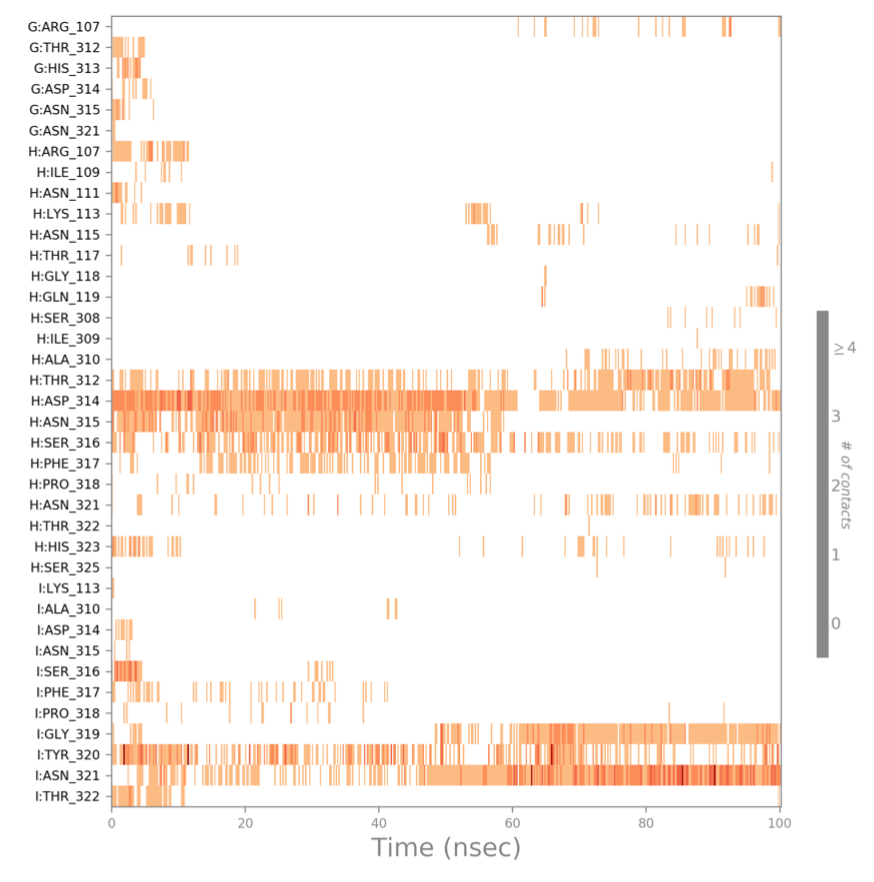 G:ARG_107
G:THR_312
G:HIS_313
G:ASP_314
G:ASN_315
G:ASN_321
H:ARG_107
H:ILE_109
H:ASN_111
H:LYS_113
H:ASN_115
H:THR_117
H:GLY_118
H:GLN_119
H:SER_308
H:ILE_309
H:ALA_310
H:THR_312
H:ASP_314
H:ASN_315
H:SER_316
H:PHE_317
H:PRO_318
H:ASN_321
H:THR_322
H:HIS_323
H:SER_325
I:LYS_113
I:ALA_310
I:ASP_314
I:ASN_315
I:SER_316
I:PHE_317
I:PRO_318
I:GLY_319
I:TYR_320
I:ASN_321
I:THR_322
0 20 40 60 80 100
Time (nsec)
≥4
3
2
1
0
# of contacts